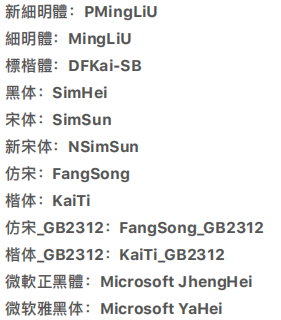 新細明體：PMingLiU
細明體：MingLiU
標楷體：DFKai-SB
黑体：SimHei
宋体：SimSun
新宋体：NSimSun
仿宋：FangSong
楷体：KaiTi
仿宋_GB2312：FangSong_GB2312
楷体_GB2312：KaiTi_GB2312
微軟正黑體：Microsoft JhengHei
微软雅黑体：Microsoft YaHei